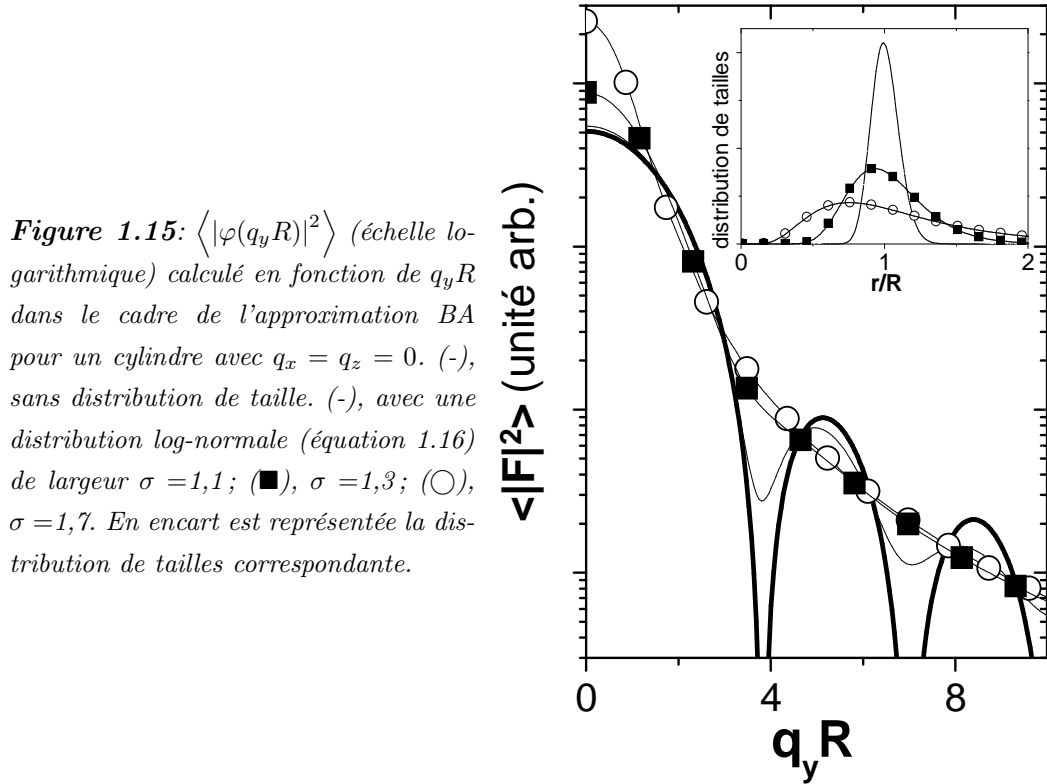 Figure 1.15: ⟨|φ(q_yR)|²⟩ (échelle lo-
garithmique) calculé en fonction de q_yR
dans le cadre de l'approximation BA
pour un cylindre avec q_x = q_z = 0. (-),
sans distribution de taille. (-), avec une
distribution log-normale (équation 1.16)
de largeur σ =1,1 ; (■), σ =1,3 ; (○),
σ =1,7. En encart est représentée la dis-
tribution de tailles correspondante.
<|F|²> (unité arb.)
distribution de tailles
0 1 2
r/R
0 4 8
q_yR